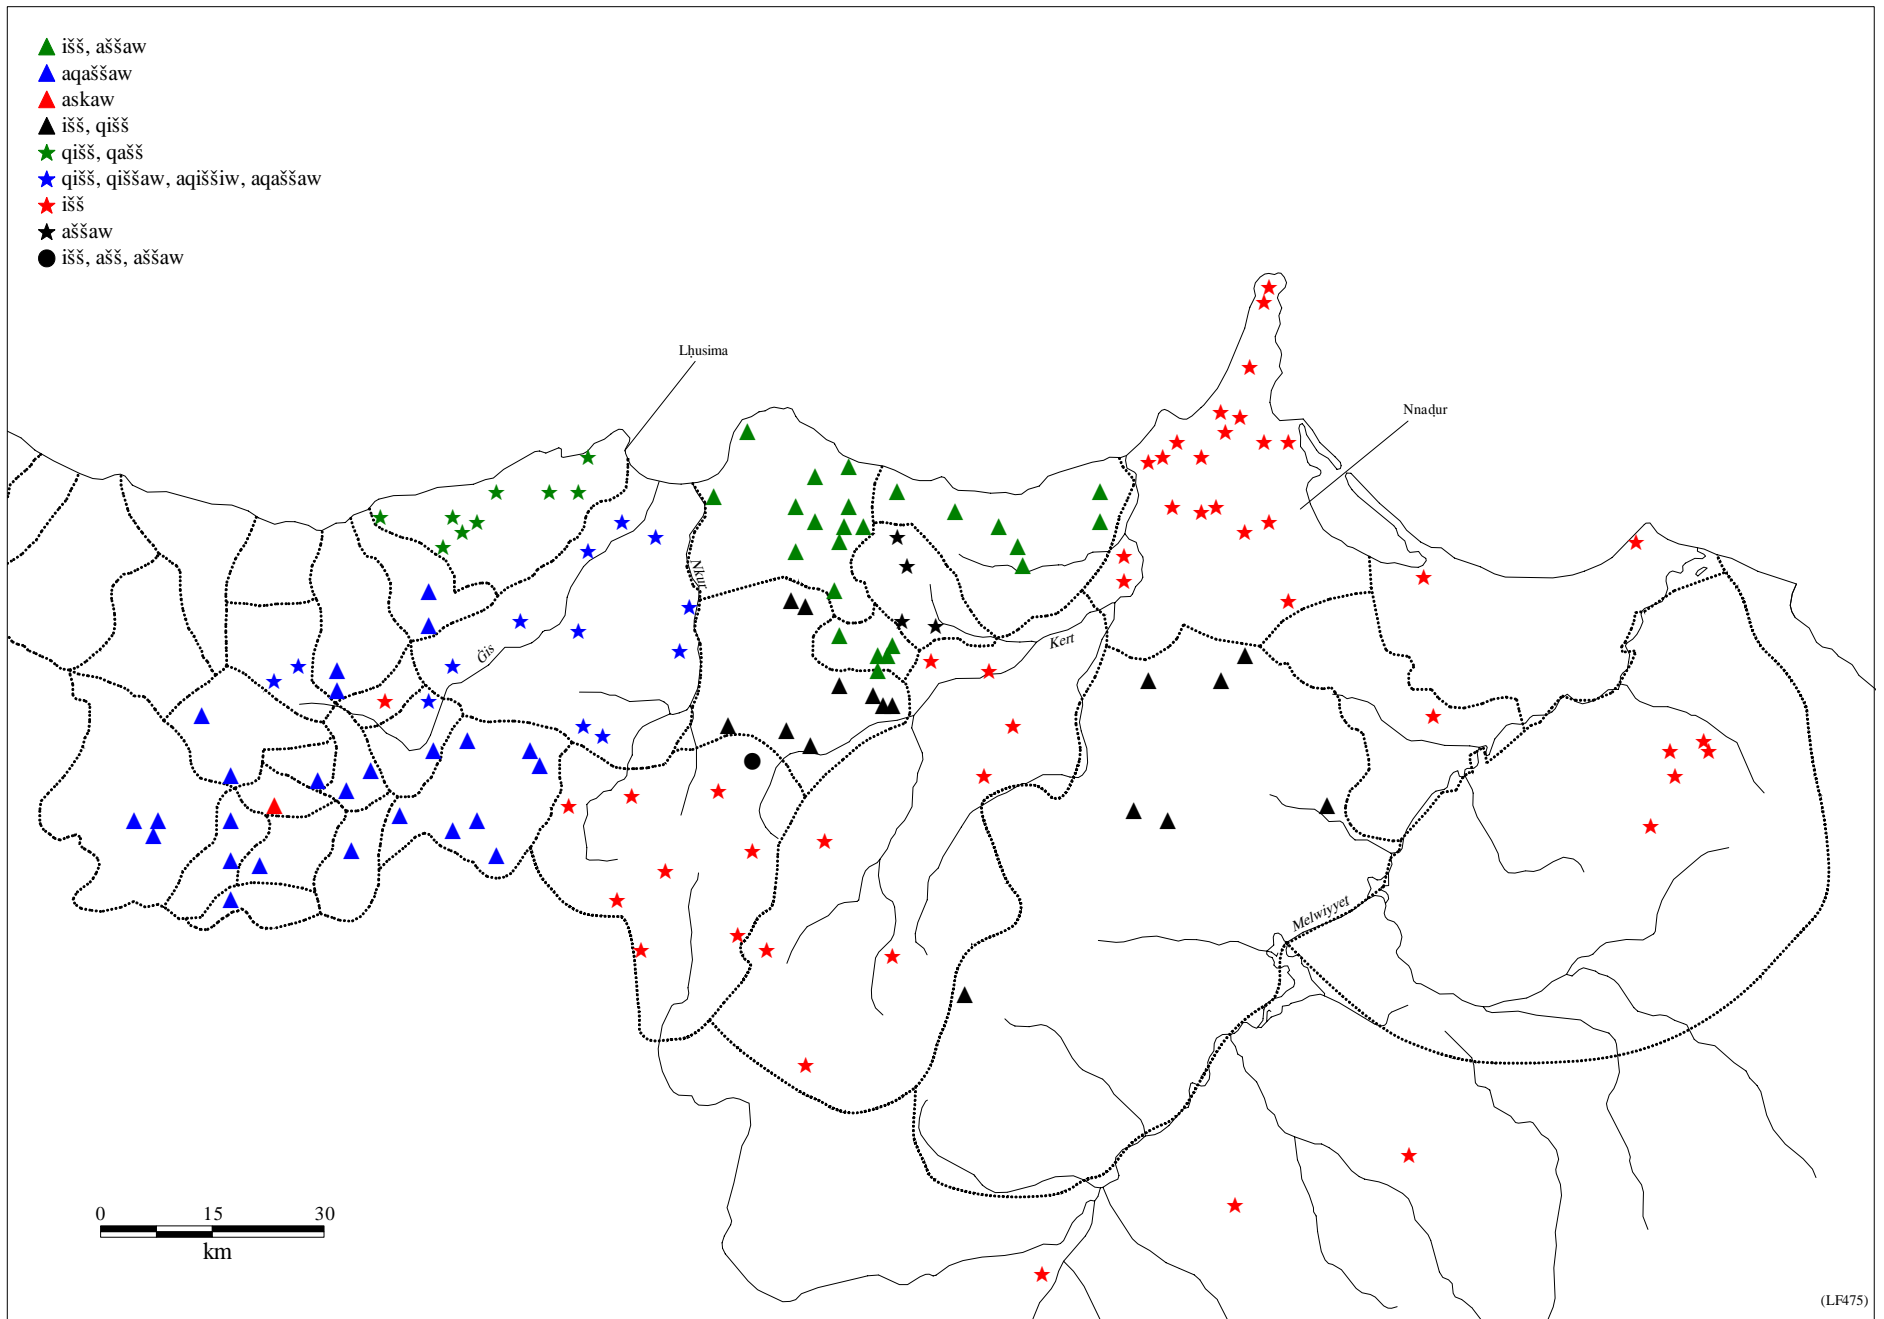 išš, aššaw
aqaššaw
askaw
išš, qišš
qišš, qašš
qišš, qiššaw, aqiššiw, aqaššaw
išš
aššaw
išš, ašš, aššaw
Lḥusima
Nnaḍur
Nkuṛ
Kert
Ġis
Melwiyyet
0 15 30
km
(LF475)